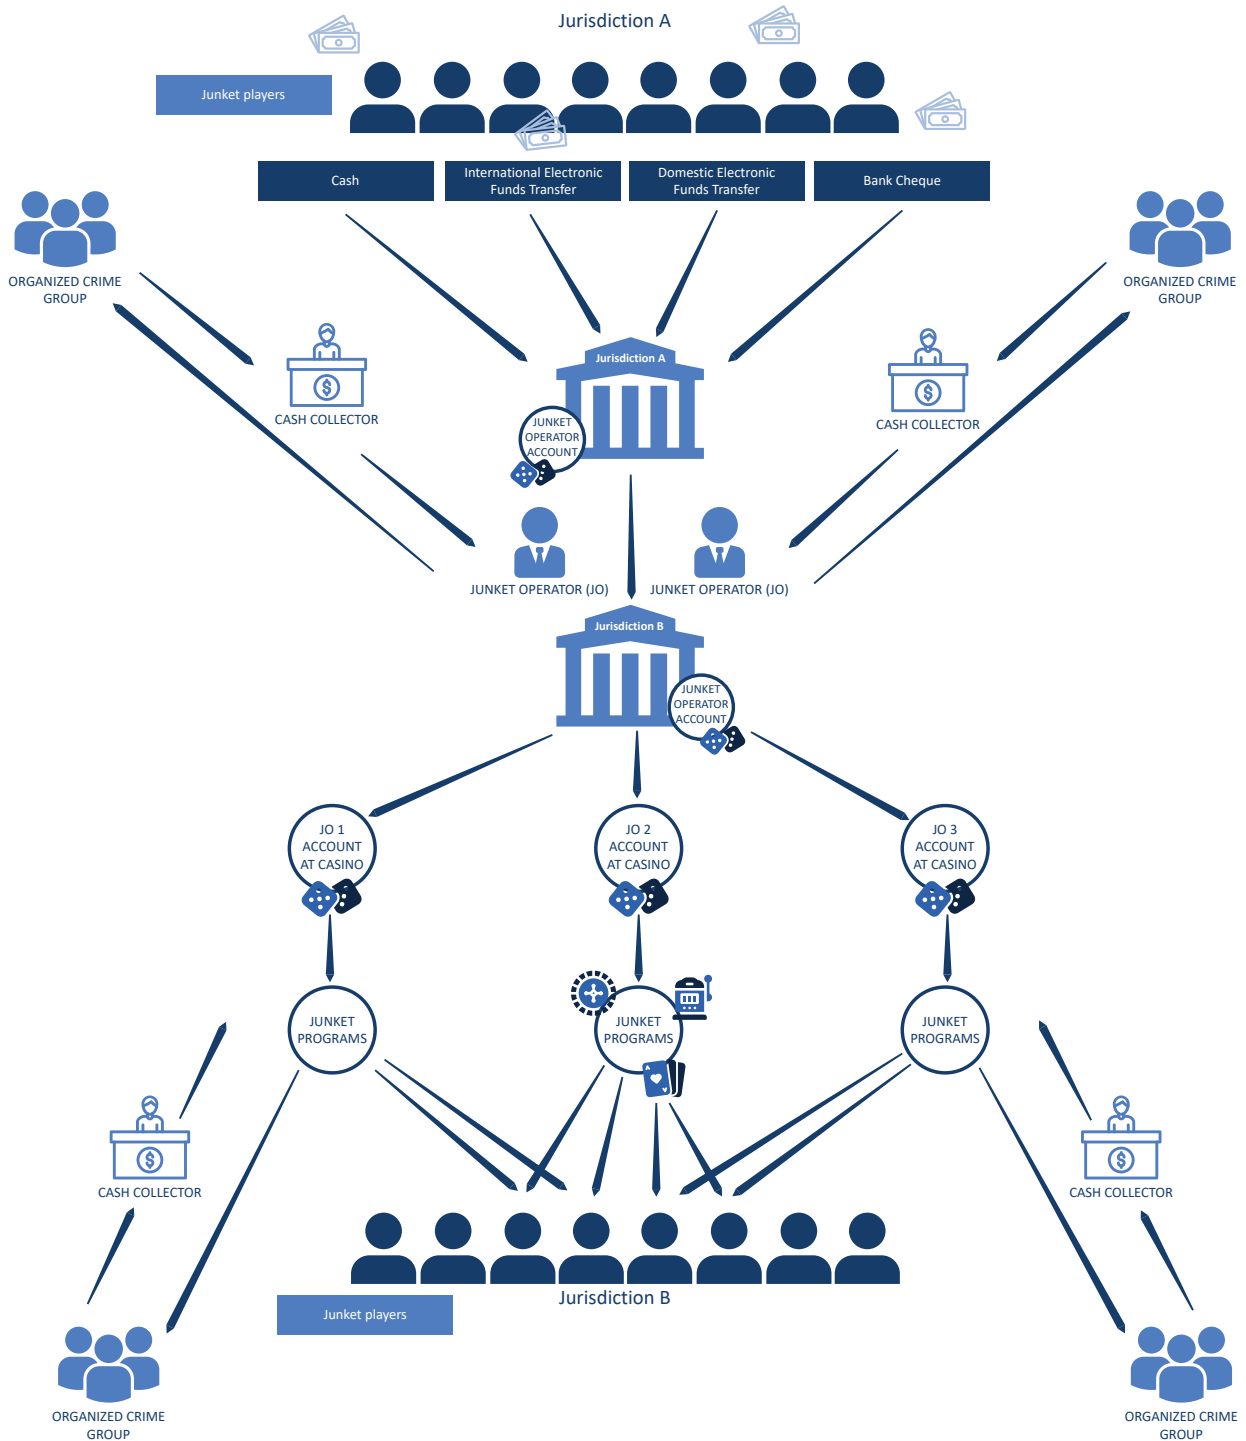 Jurisdiction A
Junket players
Cash
International Electronic
Funds Transfer
Domestic Electronic
Funds Transfer
Bank Cheque
ORGANIZED CRIME
GROUP
ORGANIZED CRIME
GROUP
Jurisdiction A
CASH COLLECTOR
JUNKET
OPERATOR
ACCOUNT
CASH COLLECTOR
JUNKET OPERATOR (JO)
JUNKET OPERATOR (JO)
Jurisdiction B
JUNKET
OPERATOR
ACCOUNT
JO 1
ACCOUNT
AT CASINO
JO 2
ACCOUNT
AT CASINO
JO 3
ACCOUNT
AT CASINO
JUNKET
PROGRAMS
JUNKET
PROGRAMS
JUNKET
PROGRAMS
CASH COLLECTOR
CASH COLLECTOR
Jurisdiction B
Junket players
ORGANIZED CRIME
GROUP
ORGANIZED CRIME
GROUP